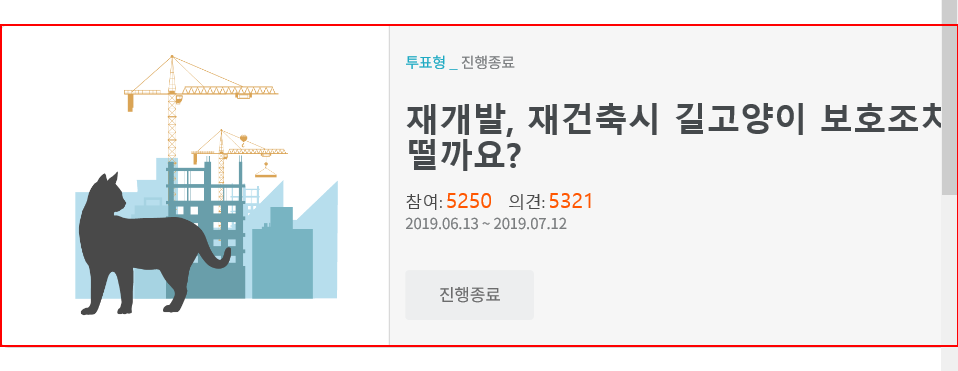 투표형 _ 진행종료
재개발, 재건축시 길고양이 보호조치
떨까요?
참여: 5250 의견: 5321
2019.06.13 ~ 2019.07.12
진행종료